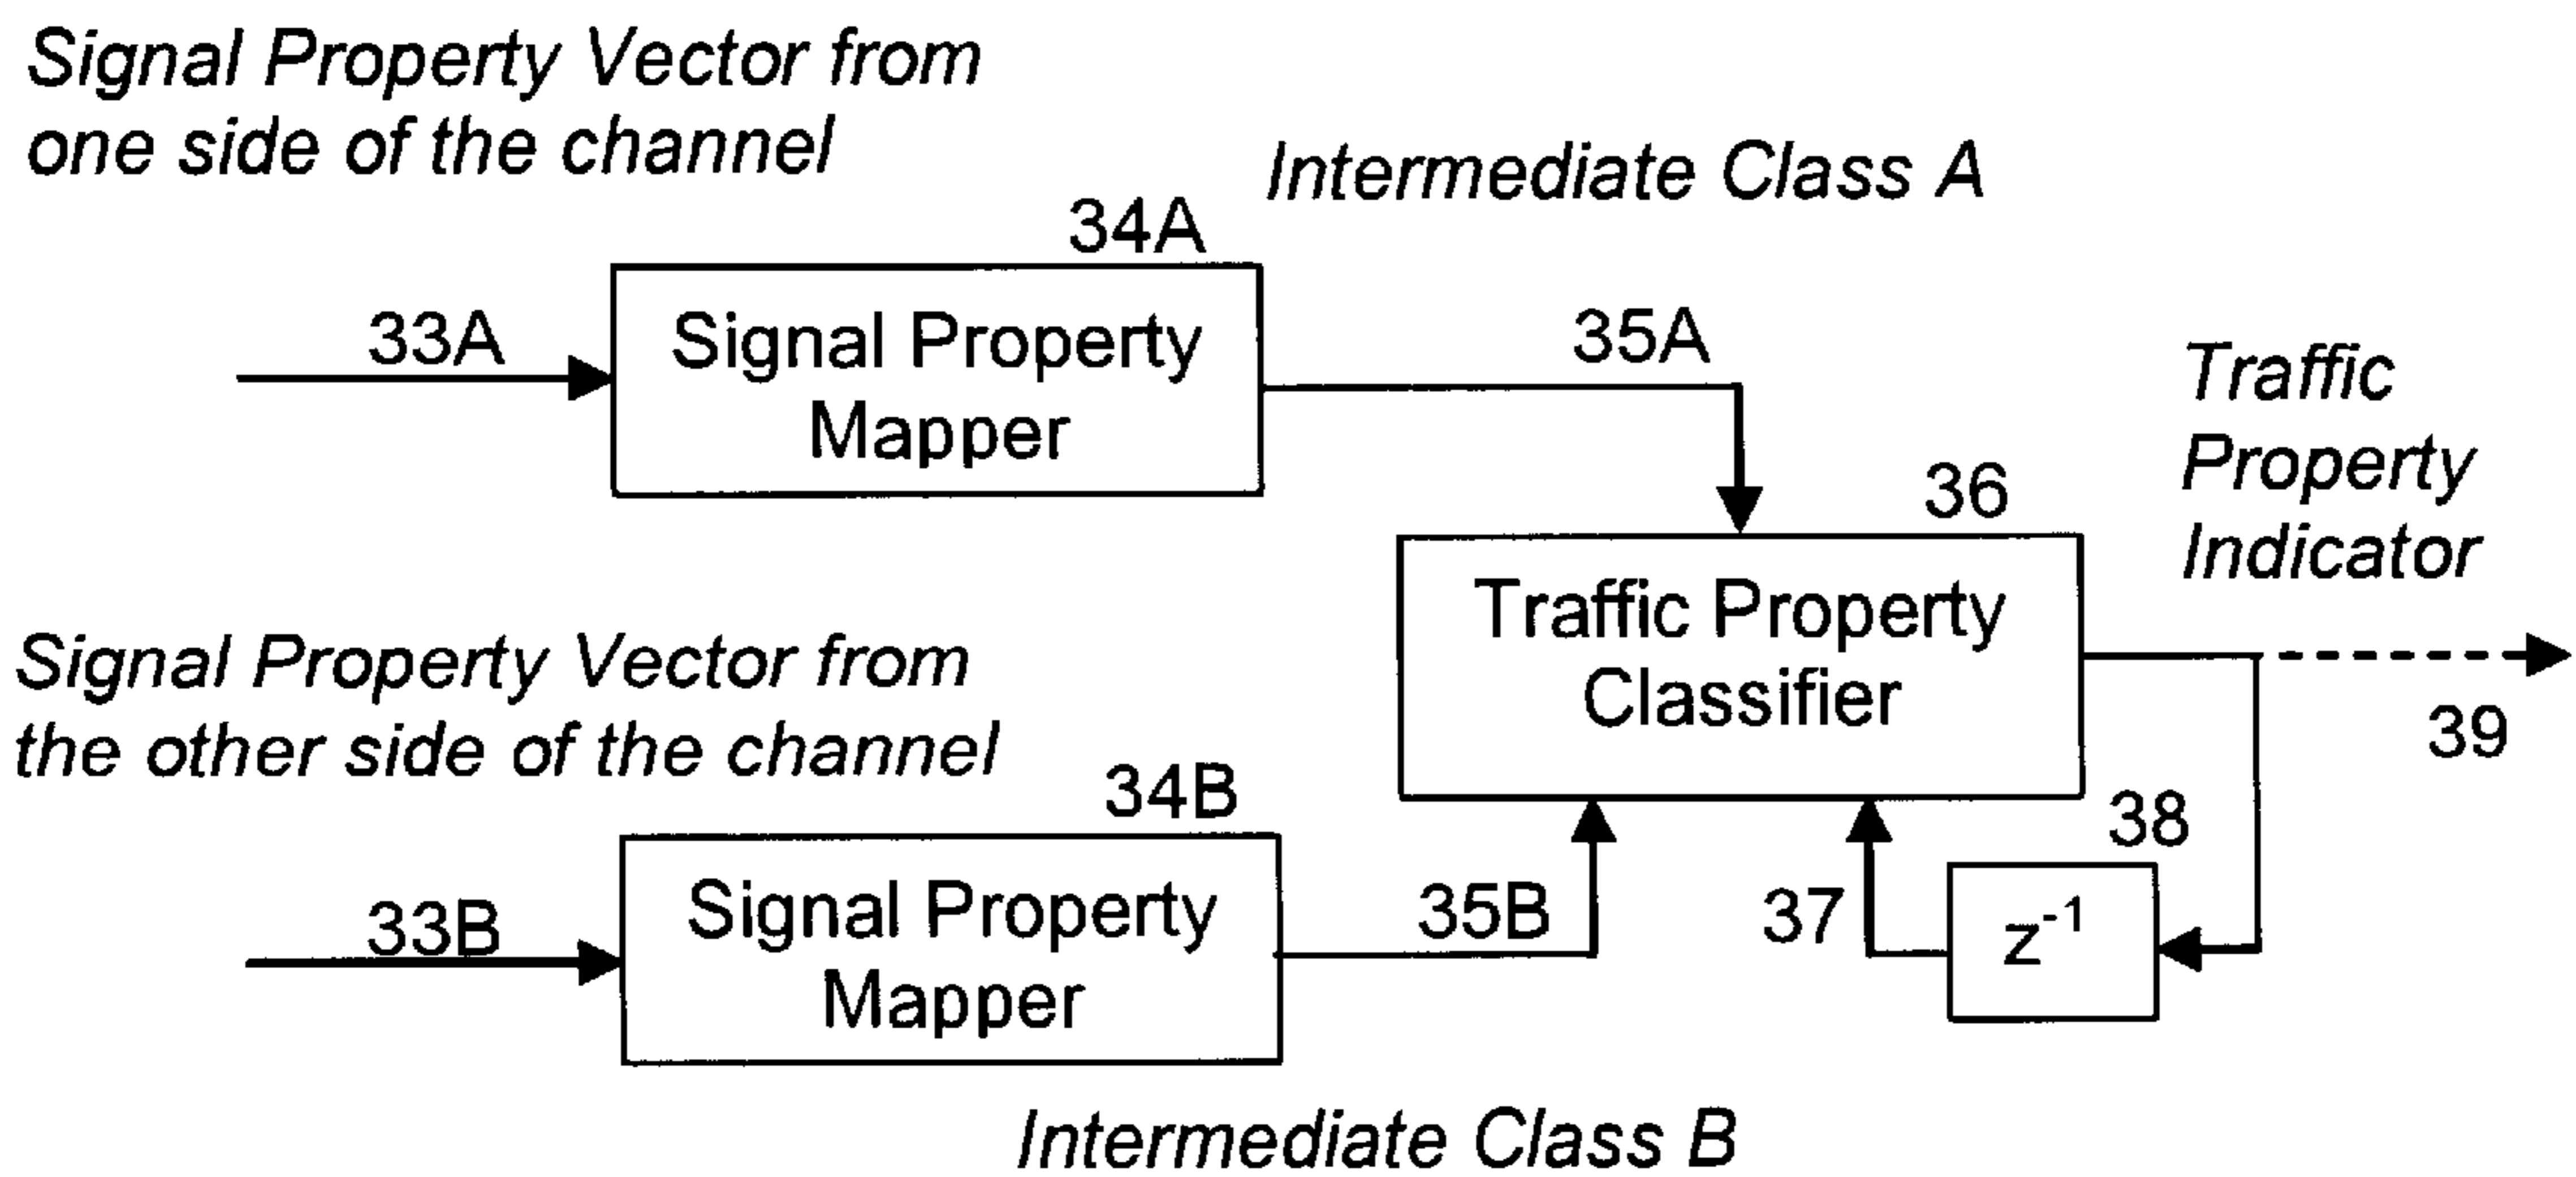 Signal Property Vector from
one side of the channel
Intermediate Class A
34A
33A
Signal Property
Mapper
35A
Traffic
Property
Indicator
36
Traffic Property
Classifier
39
Signal Property Vector from
the other side of the channel
34B
33B
Signal Property
Mapper
35B
37
38
z⁻¹
Intermediate Class B